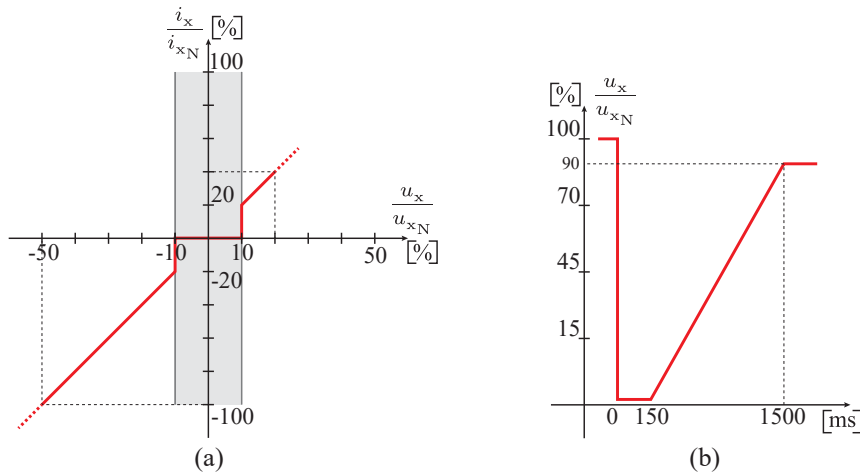 i_x / i_xN [%]
100
20
-50 -10 10 50
-20
-100
u_x / u_xN
[%]
(a)
[%] u_x / u_xN
100
90
70
45
15
0 150 1500 [ms]
(b)